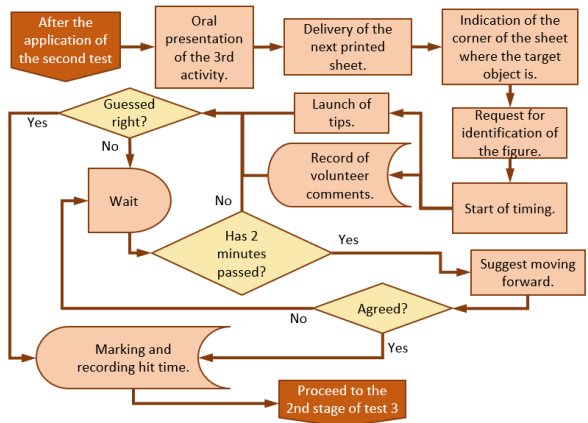 After the
application of
the second test
Oral
presentation
of the 3rd
activity.
Delivery of the
next printed
sheet.
Indication of the
corner of the sheet
where the target
object is.
Request for
identification of
the figure.
Start of timing.
Launch of
tips.
Record of
volunteer
comments.
Guessed
right?
Yes
No
Wait
No
Has 2
minutes
passed?
Yes
Suggest moving
forward.
Agreed?
No
Yes
Marking and
recording hit time.
Proceed to the
2nd stage of test 3